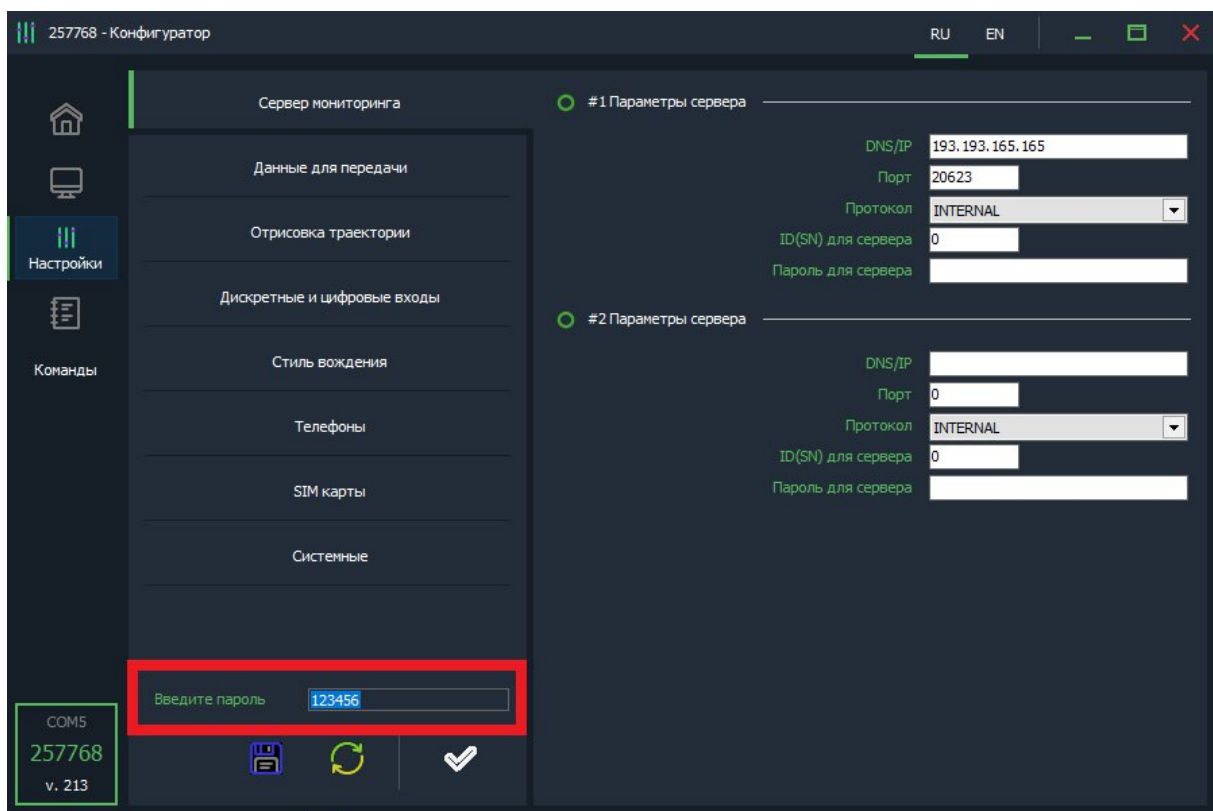 257768 - Конфигуратор
RU EN
Настройки
Команды
COM5
257768
v. 213
Сервер мониторинга
Данные для передачи
Отрисовка траектории
Дискретные и цифровые входы
Стиль вождения
Телефоны
SIM карты
Системные
Введите пароль 123456
#1 Параметры сервера
DNS/IP 193.193.165.165
Порт 20623
Протокол INTERNAL
ID(SN) для сервера 0
Пароль для сервера
#2 Параметры сервера
DNS/IP
Порт 0
Протокол INTERNAL
ID(SN) для сервера 0
Пароль для сервера